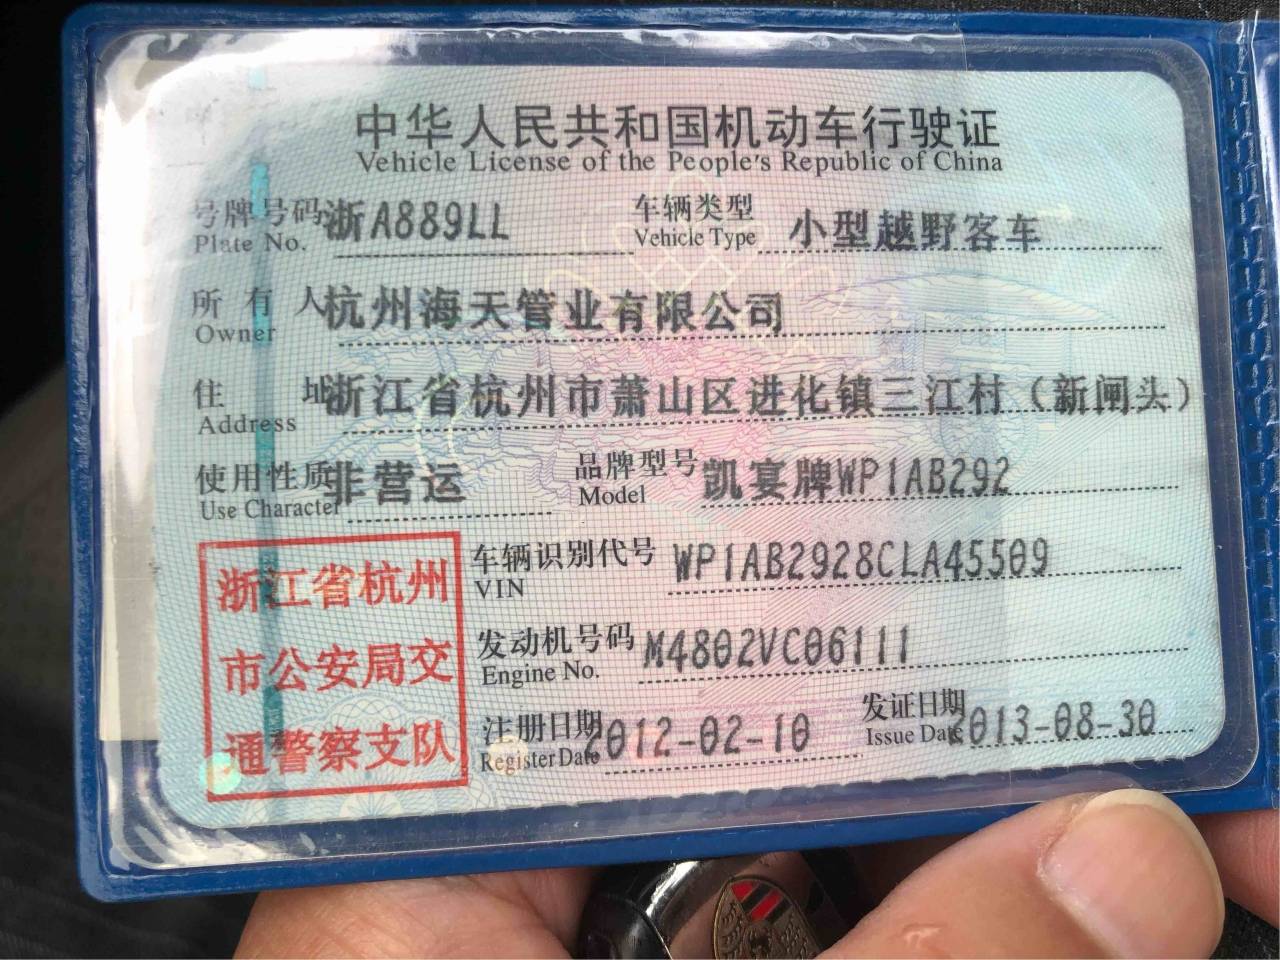 中华人民共和国机动车行驶证
Vehicle License of the People's Republic of China
号牌号码 浙A889LL 车辆类型 小型越野客车
Plate No. Vehicle Type
所有人 杭州海天管业有限公司
Owner
住址 浙江省杭州市萧山区进化镇三江村（新闸头）
Address
使用性质 非营运 品牌型号 凯宴牌WP1AB292
Use Character Model
车辆识别代号 WP1AB2928CLA45509
VIN
发动机号码 M4802VC06111
Engine No.
注册日期 2012-02-10 发证日期 2013-08-30
Register Date Issue Date
浙江省杭州
市公安局交
通警察支队